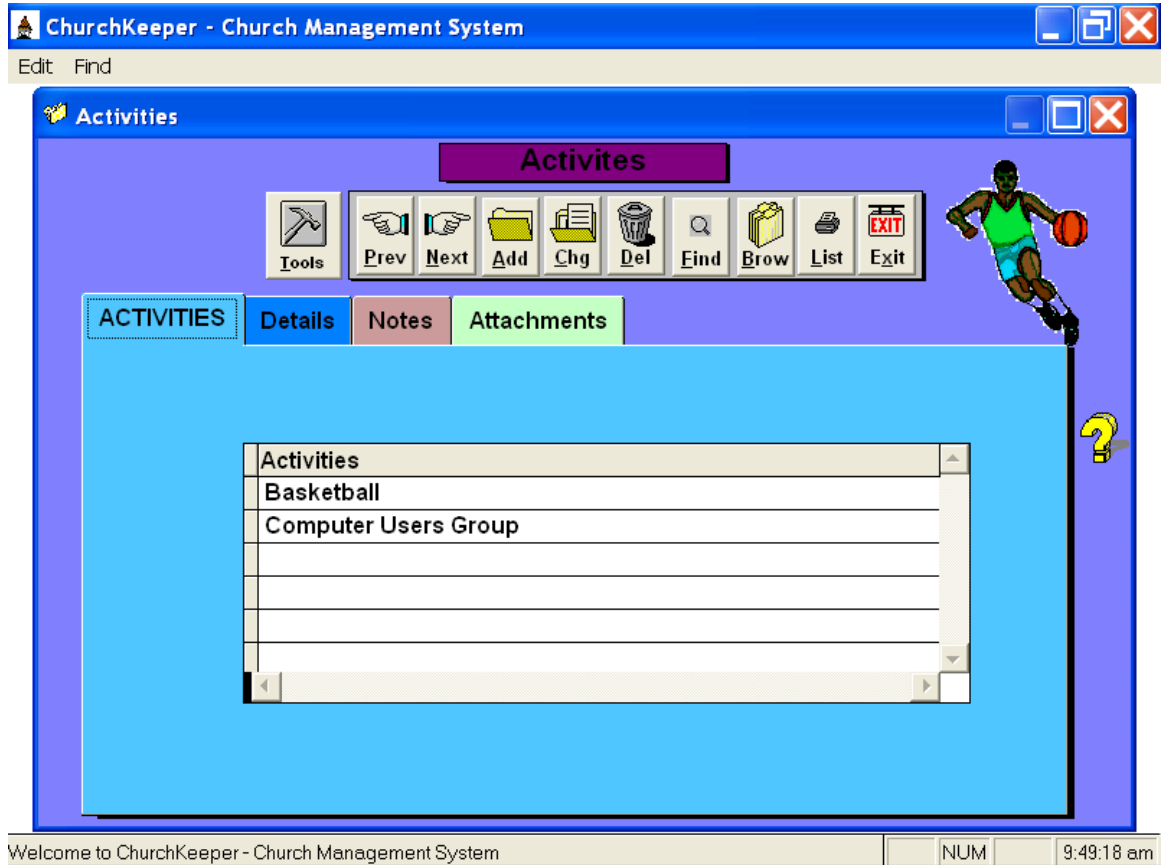 ChurchKeeper - Church Management System
Edit Find
Activities
Activites
Tools Prev Next Add Chg Del Find Brow List EXIT Exit
ACTIVITIES Details Notes Attachments
Activities
Basketball
Computer Users Group
?
Welcome to ChurchKeeper - Church Management System NUM 9:49:18 am